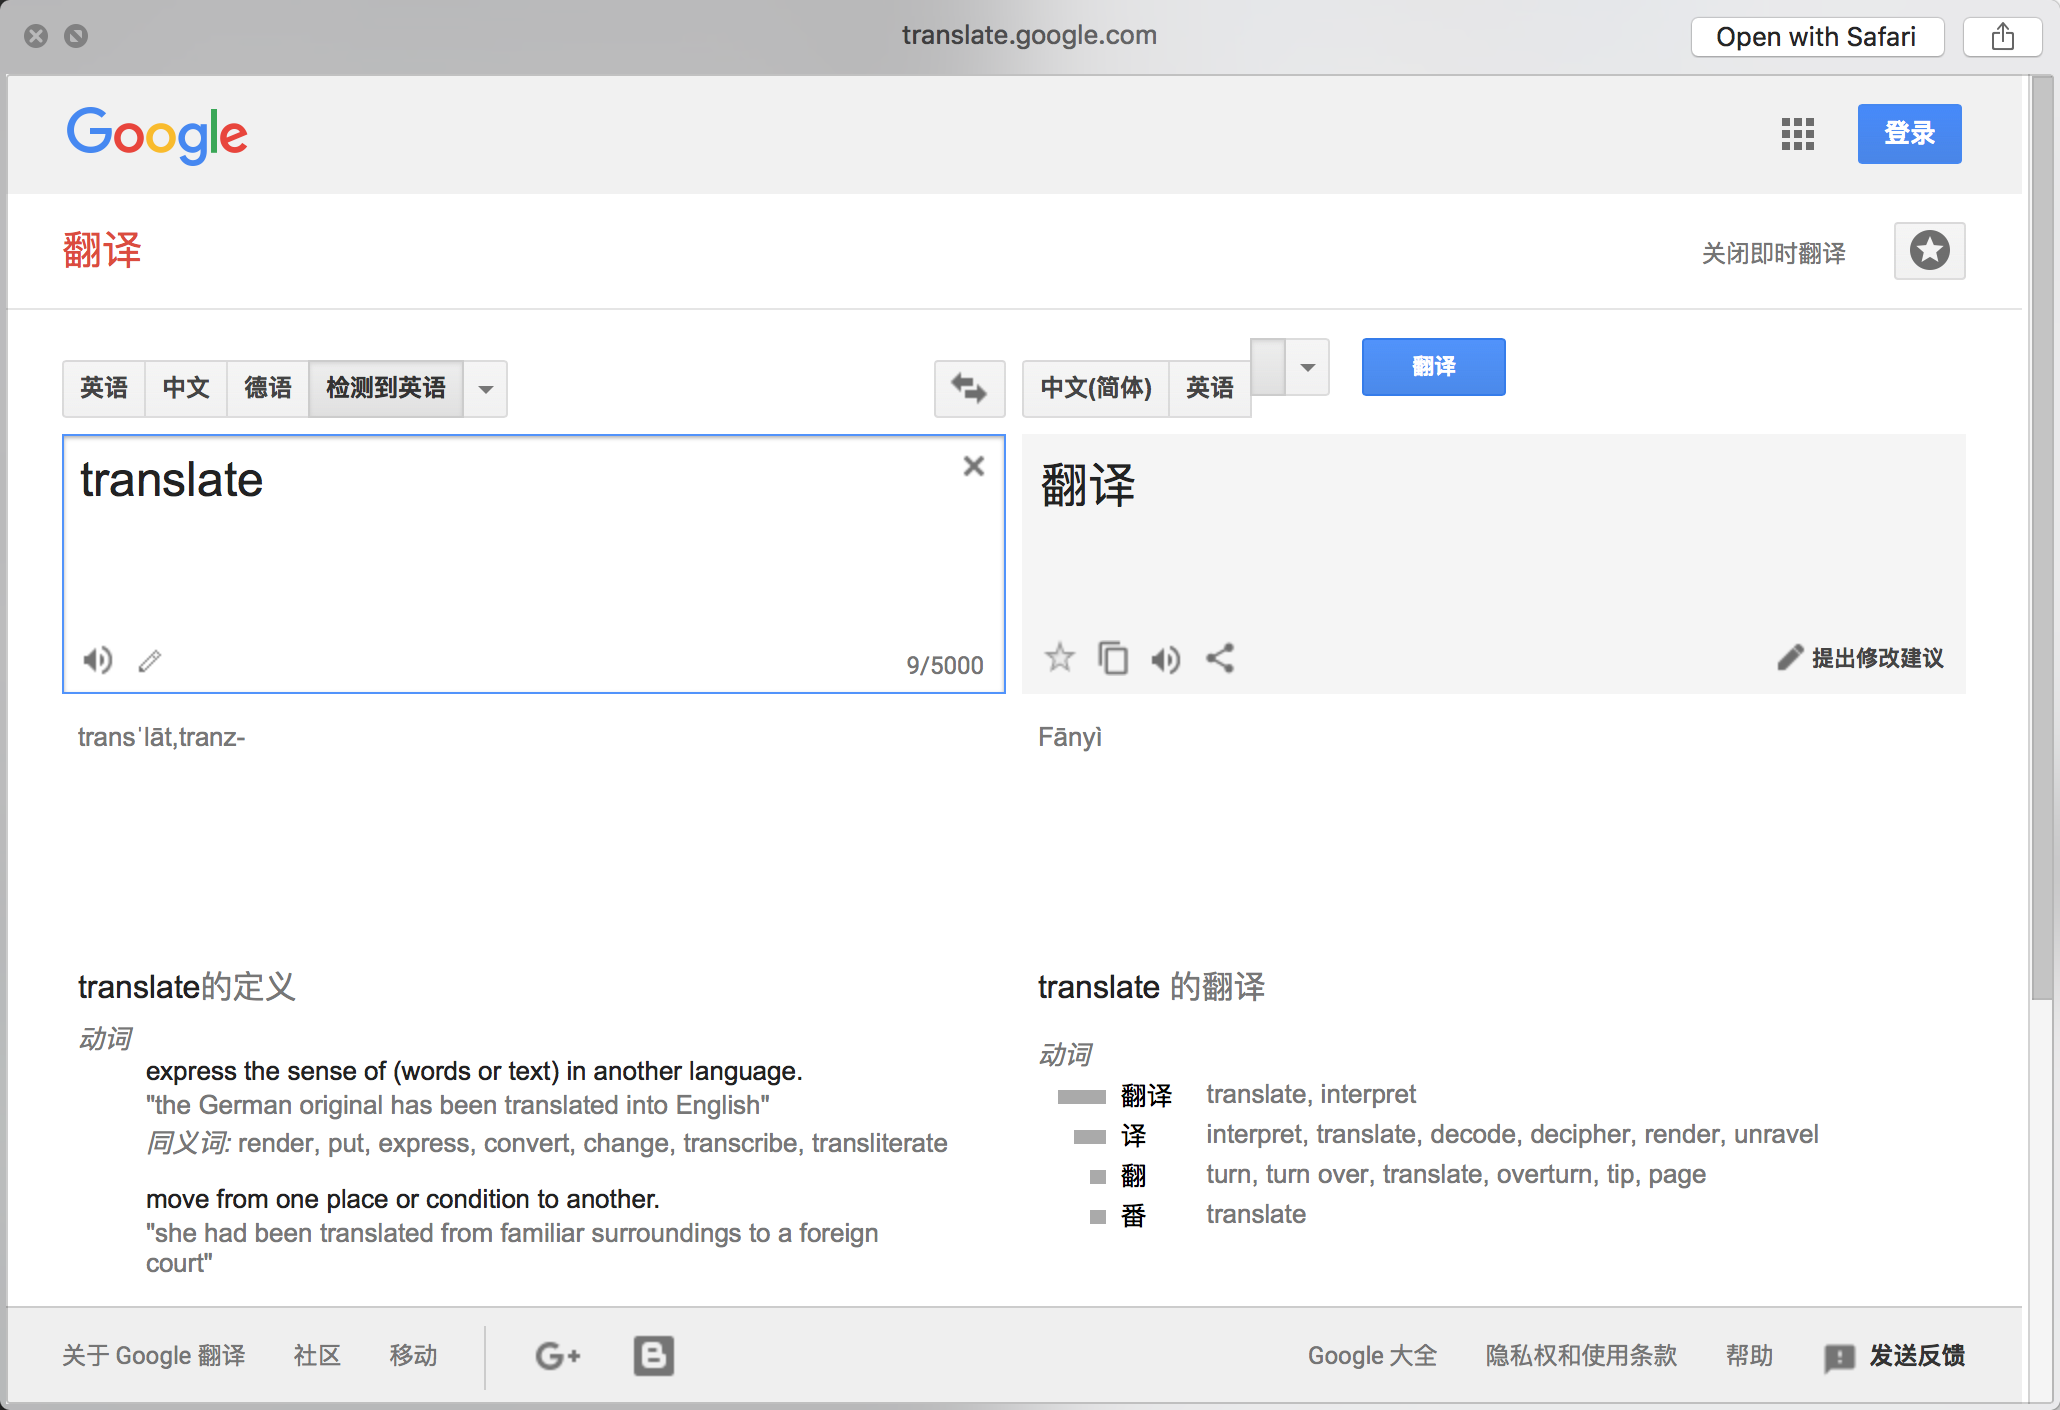 translate.google.com
Open with Safari
Google
登录
翻译
关闭即时翻译
英语 中文 德语 检测到英语
中文(简体) 英语
翻译
translate
翻译
9/5000
提出修改建议
transˈlāt,tranz-
Fānyì
translate的定义
动词
express the sense of (words or text) in another language.
"the German original has been translated into English"
同义词: render, put, express, convert, change, transcribe, transliterate
move from one place or condition to another.
"she had been translated from familiar surroundings to a foreign
court"
translate 的翻译
动词
翻译 translate, interpret
译 interpret, translate, decode, decipher, render, unravel
翻 turn, turn over, translate, overturn, tip, page
番 translate
关于 Google 翻译 社区 移动 G+ B
Google 大全 隐私权和使用条款 帮助 发送反馈